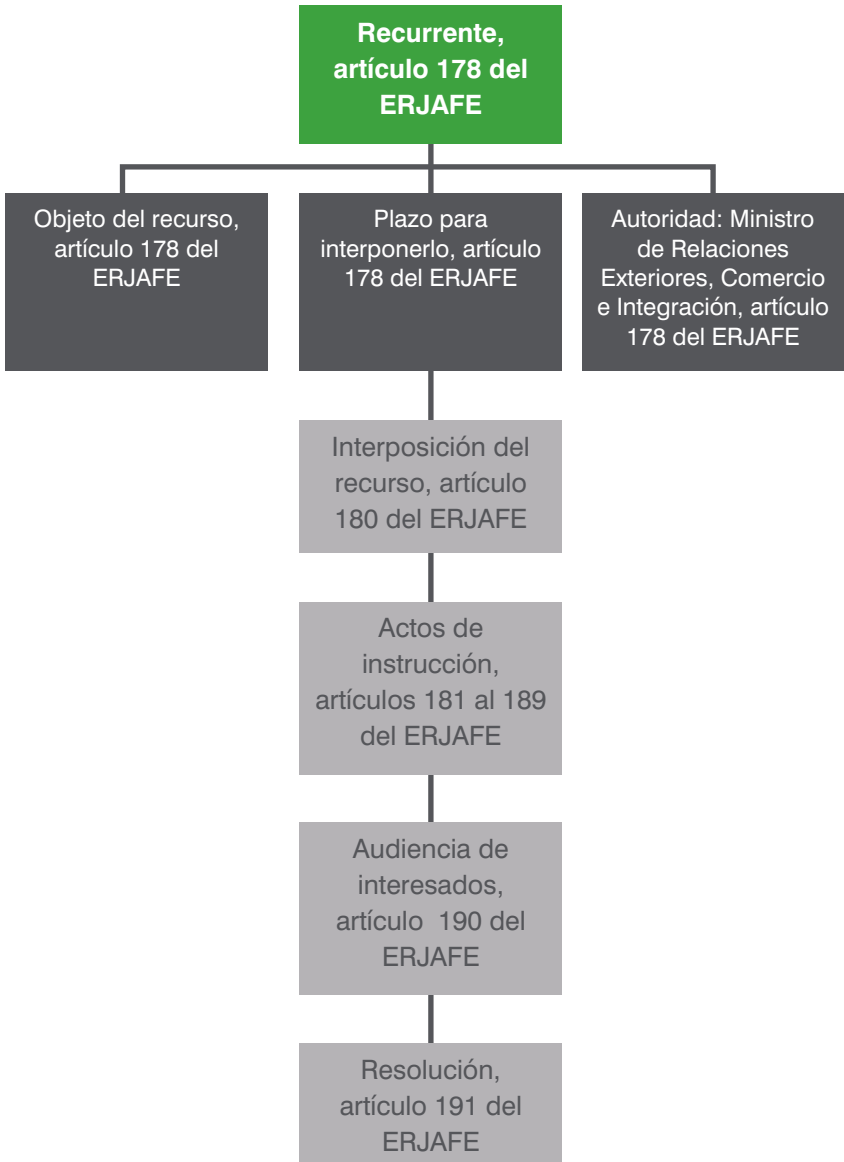 Recurrente,
artículo 178 del
ERJAFE
Objeto del recurso,
artículo 178 del
ERJAFE
Plazo para
interponerlo, artículo
178 del ERJAFE
Autoridad: Ministro
de Relaciones
Exteriores, Comercio
e Integración, artículo
178 del ERJAFE
Interposición del
recurso, artículo
180 del ERJAFE
Actos de
instrucción,
artículos 181 al 189
del ERJAFE
Audiencia de
interesados,
artículo  190 del
ERJAFE
Resolución,
artículo 191 del
ERJAFE